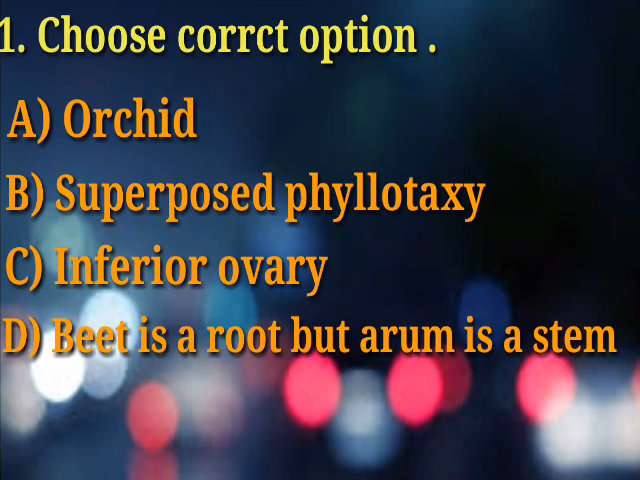 1. Choose corrct option .
A) Orchid
B) Superposed phyllotaxy
C) Inferior ovary
D) Beet is a root but arum is a stem